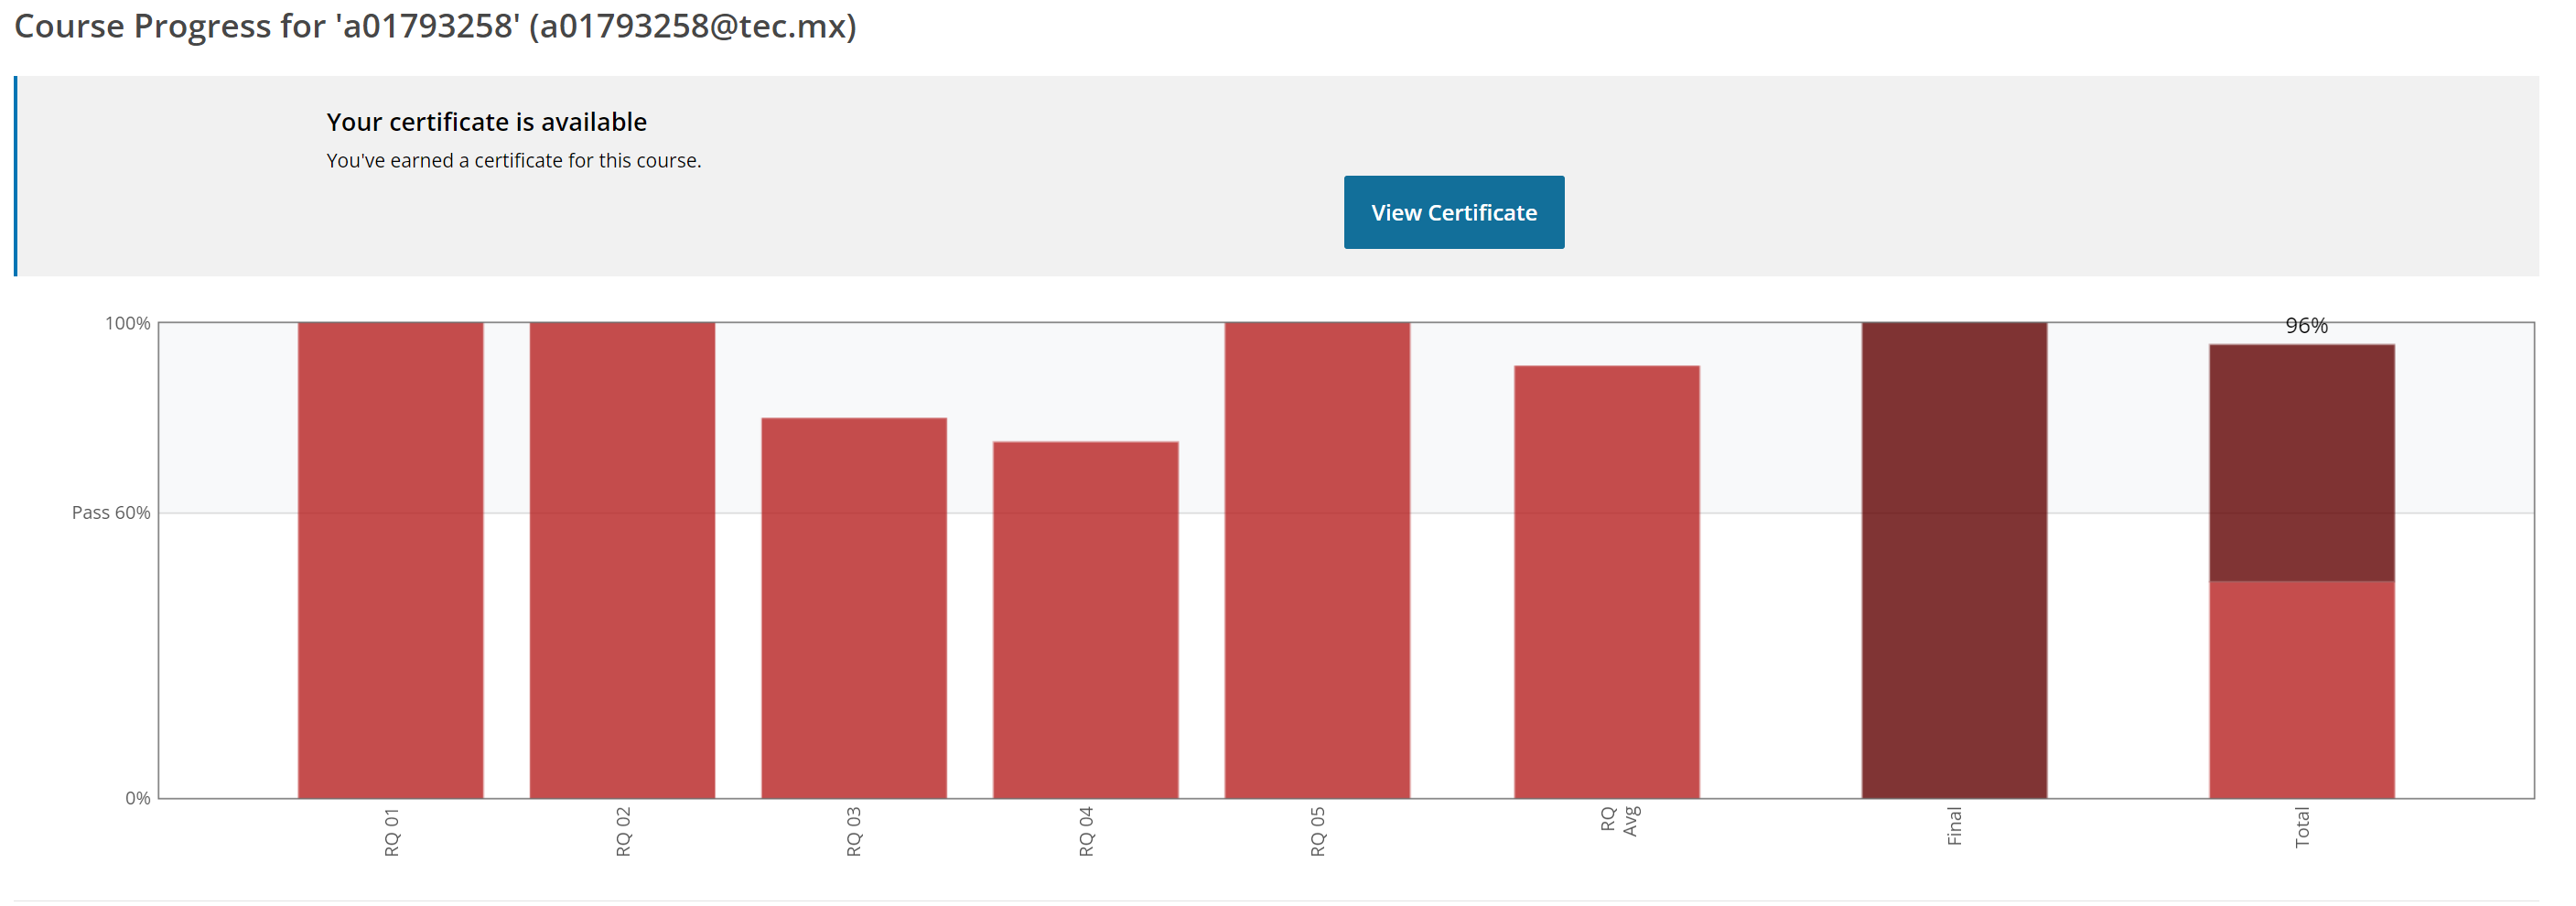 Course Progress for 'a01793258' (a01793258@tec.mx)
Your certificate is available
You've earned a certificate for this course.
View Certificate
100%
96%
Pass 60%
0%
RQ 01
RQ 02
RQ 03
RQ 04
RQ 05
RQ
Avg
Final
Total